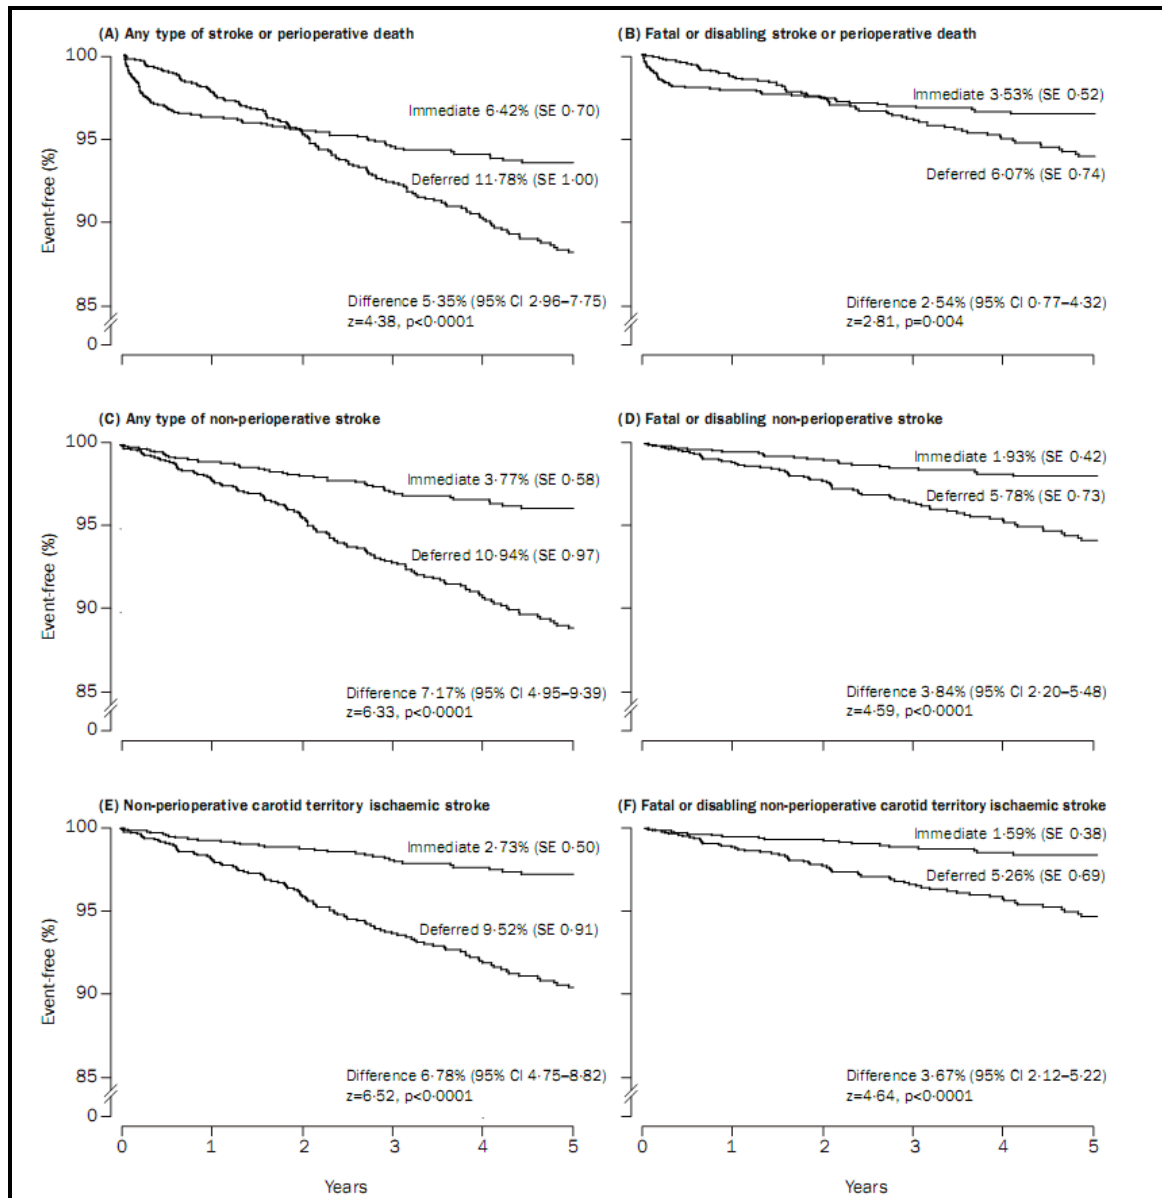 (A) Any type of stroke or perioperative death
100
95
90
85
0
Event-free (%)
Immediate 6·42% (SE 0·70)
Deferred 11·78% (SE 1·00)
Difference 5·35% (95% CI 2·96–7·75)
z=4·38, p<0·0001
(B) Fatal or disabling stroke or perioperative death
Immediate 3·53% (SE 0·52)
Deferred 6·07% (SE 0·74)
Difference 2·54% (95% CI 0·77–4·32)
z=2·81, p=0·004
(C) Any type of non-perioperative stroke
100
95
90
85
0
Event-free (%)
Immediate 3·77% (SE 0·58)
Deferred 10·94% (SE 0·97)
Difference 7·17% (95% CI 4·95–9·39)
z=6·33, p<0·0001
(D) Fatal or disabling non-perioperative stroke
Immediate 1·93% (SE 0·42)
Deferred 5·78% (SE 0·73)
Difference 3·84% (95% CI 2·20–5·48)
z=4·59, p<0·0001
(E) Non-perioperative carotid territory ischaemic stroke
100
95
90
85
0
Event-free (%)
Immediate 2·73% (SE 0·50)
Deferred 9·52% (SE 0·91)
Difference 6·78% (95% CI 4·75–8·82)
z=6·52, p<0·0001
0 1 2 3 4 5
Years
(F) Fatal or disabling non-perioperative carotid territory ischaemic stroke
Immediate 1·59% (SE 0·38)
Deferred 5·26% (SE 0·69)
Difference 3·67% (95% CI 2·12–5·22)
z=4·64, p<0·0001
0 1 2 3 4 5
Years